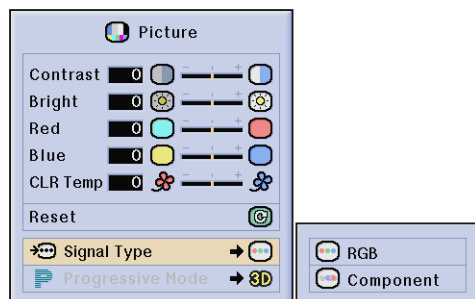 Picture
Contrast 0 - +
Bright 0 - +
Red 0 - +
Blue 0 - +
CLR Temp 0 - +
Reset
Signal Type
P Progressive Mode 3D
RGB
Component